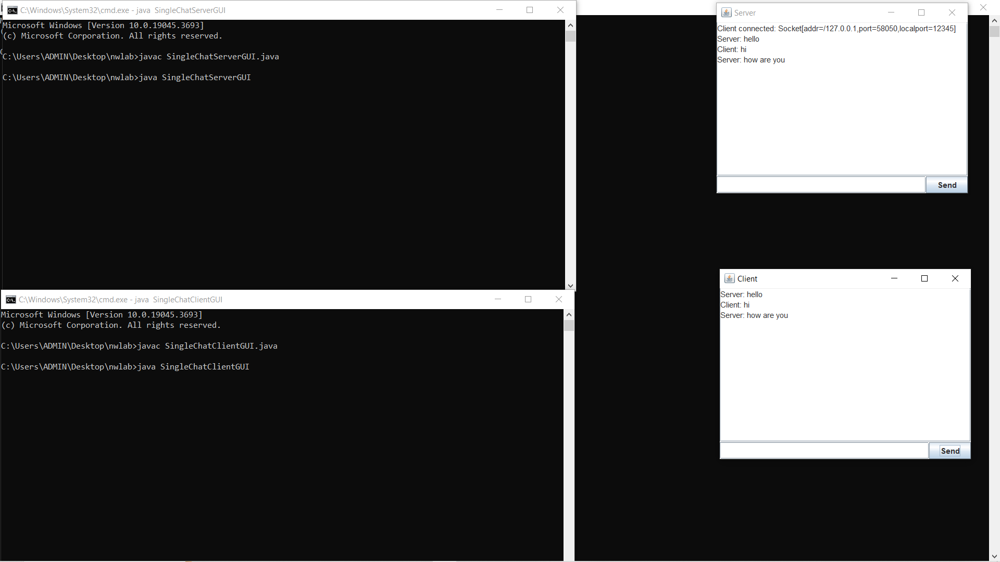 C:\Windows\System32\cmd.exe - java  SingleChatServerGUI
Microsoft Windows [Version 10.0.19045.3693]
(c) Microsoft Corporation. All rights reserved.
C:\Users\ADMIN\Desktop\nwlab>javac SingleChatServerGUI.java
C:\Users\ADMIN\Desktop\nwlab>java SingleChatServerGUI
C:\Windows\System32\cmd.exe - java  SingleChatClientGUI
Microsoft Windows [Version 10.0.19045.3693]
(c) Microsoft Corporation. All rights reserved.
C:\Users\ADMIN\Desktop\nwlab>javac SingleChatClientGUI.java
C:\Users\ADMIN\Desktop\nwlab>java SingleChatClientGUI
Server
Client connected: Socket[addr=/127.0.0.1,port=58050,localport=12345]
Server: hello
Client: hi
Server: how are you
Send
Client
Server: hello
Client: hi
Server: how are you
Send